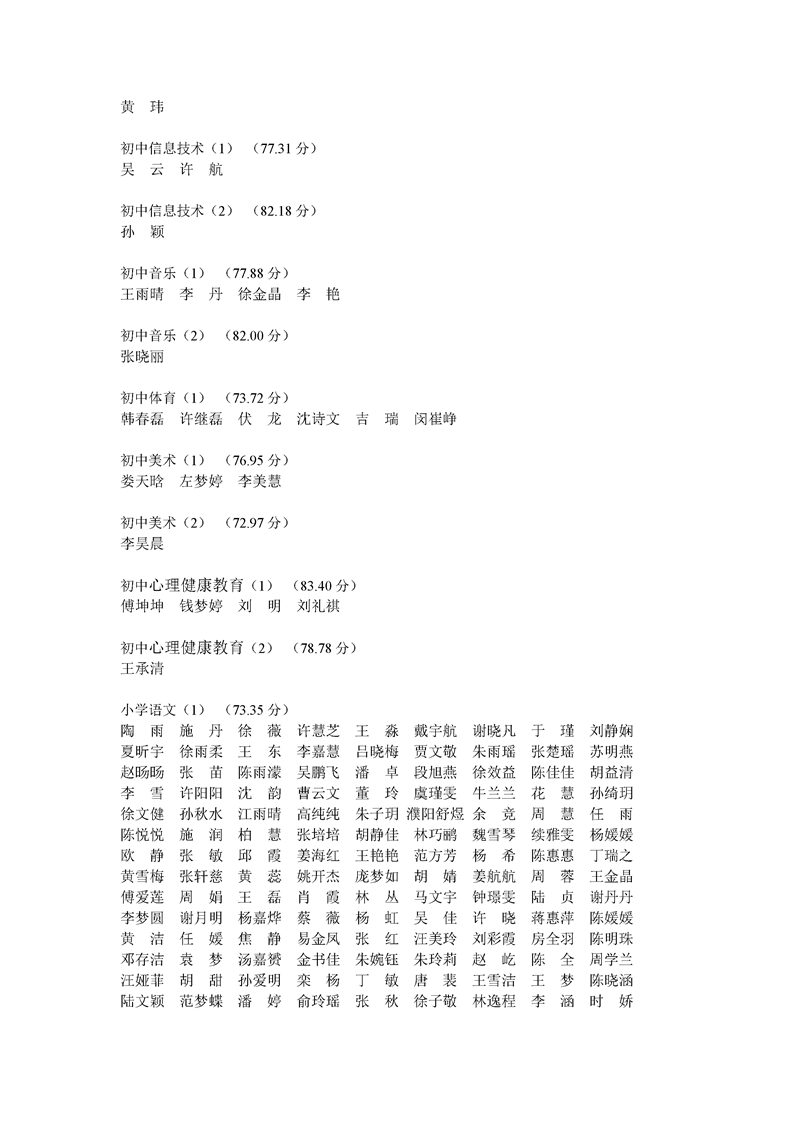 黄　玮
初中信息技术（1）　（77.31 分）
吴　云　许　航
初中信息技术（2）　（82.18 分）
孙　颖
初中音乐（1）　（77.88 分）
王雨晴　李　丹　徐金晶　李　艳
初中音乐（2）　（82.00 分）
张晓丽
初中体育（1）　（73.72 分）
韩春磊　许继磊　伏　龙　沈诗文　吉　瑞　闵崔峥
初中美术（1）　（76.95 分）
娄天晗　左梦婷　李美慧
初中美术（2）　（72.97 分）
李昊晨
初中心理健康教育（1）　（83.40 分）
傅坤坤　钱梦婷　刘　明　刘礼祺
初中心理健康教育（2）　（78.78 分）
王承清
小学语文（1）　（73.35 分）
陶　雨　施　丹　徐　薇　许慧芝　王　淼　戴宇航　谢晓凡　于　瑾　刘静娴
夏昕宇　徐雨柔　王　东　李嘉慧　吕晓梅　贾文敬　朱雨瑶　张楚瑶　苏明燕
赵旸旸　张　苗　陈雨濛　吴鹏飞　潘　卓　段旭燕　徐效益　陈佳佳　胡益清
李　雪　许阳阳　沈　韵　曹云文　董　玲　虞瑾雯　牛兰兰　花　慧　孙绮玥
徐文健　孙秋水　江雨晴　高纯纯　朱子玥　濮阳舒煜　余　竞　周　慧　任　雨
陈悦悦　施　润　柏　慧　张培培　胡静佳　林巧鹂　魏雪琴　续雅雯　杨媛媛
欧　静　张　敏　邱　霞　姜海红　王艳艳　范方芳　杨　希　陈惠惠　丁瑞之
黄雪梅　张轩慈　黄　蕊　姚开杰　庞梦如　胡　婧　姜航航　周　蓉　王金晶
傅爱莲　周　娟　王　磊　肖　霞　林　丛　马文宇　钟璟雯　陆　贞　谢丹丹
李梦圆　谢月明　杨嘉烨　蔡　薇　杨　虹　吴　佳　许　晓　蒋惠萍　陈媛媛
黄　洁　任　媛　焦　静　易金凤　张　红　汪美玲　刘彩霞　房全羽　陈明珠
邓存洁　袁　梦　汤嘉赟　金书佳　朱婉钰　朱玲莉　赵　屹　陈　全　周学兰
汪娅菲　胡　甜　孙爱明　栾　杨　丁　敏　唐　裴　王雪洁　王　梦　陈晓涵
陆文颖　范梦蝶　潘　婷　俞玲瑶　张　秋　徐子敬　林逸程　李　涵　时　娇